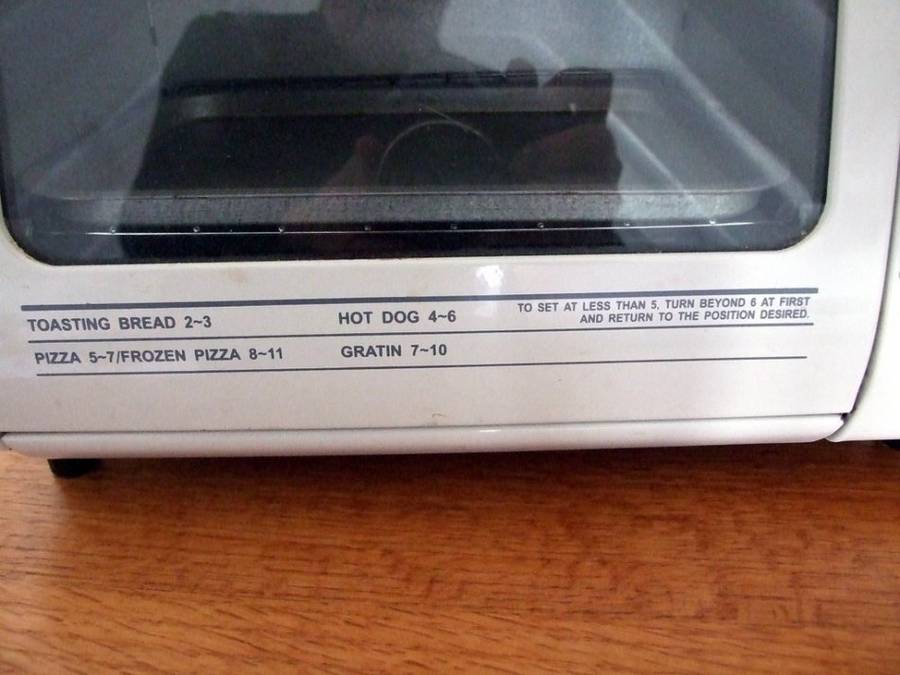 TOASTING BREAD 2~3
HOT DOG 4~6
TO SET AT LESS THAN 5, TURN BEYOND 6 AT FIRST
AND RETURN TO THE POSITION DESIRED.
PIZZA 5~7/FROZEN PIZZA 8~11
GRATIN 7~10